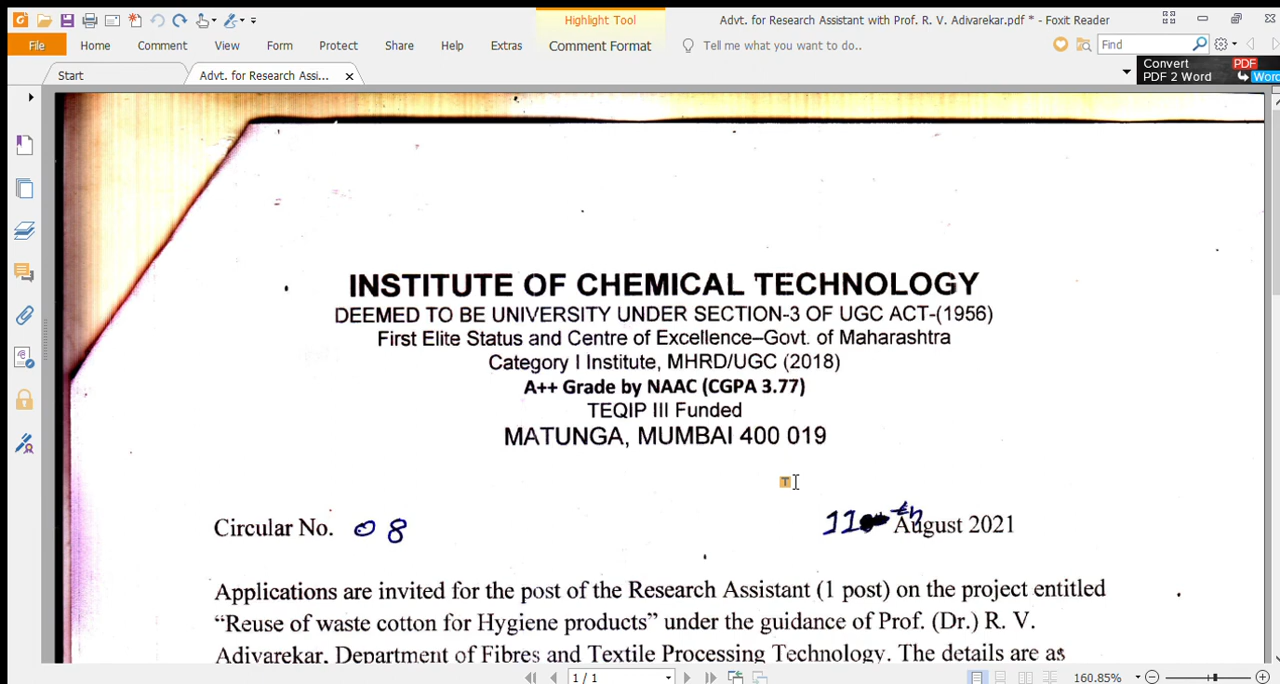 Highlight Tool
Advt. for Research Assistant with Prof. R. V. Adivarekar.pdf * - Foxit Reader
File Home Comment View Form Protect Share Help Extras Comment Format Tell me what you want to do.. Find
Start Advt. for Research Assi...
Convert PDF
PDF 2 Word Word
INSTITUTE OF CHEMICAL TECHNOLOGY
DEEMED TO BE UNIVERSITY UNDER SECTION-3 OF UGC ACT-(1956)
First Elite Status and Centre of Excellence–Govt. of Maharashtra
Category I Institute, MHRD/UGC (2018)
A++ Grade by NAAC (CGPA 3.77)
TEQIP III Funded
MATUNGA, MUMBAI 400 019
T
Circular No. 08 11th August 2021
Applications are invited for the post of the Research Assistant (1 post) on the project entitled
“Reuse of waste cotton for Hygiene products” under the guidance of Prof. (Dr.) R. V.
Adivarekar, Department of Fibres and Textile Processing Technology. The details are as
1 / 1 160.85%